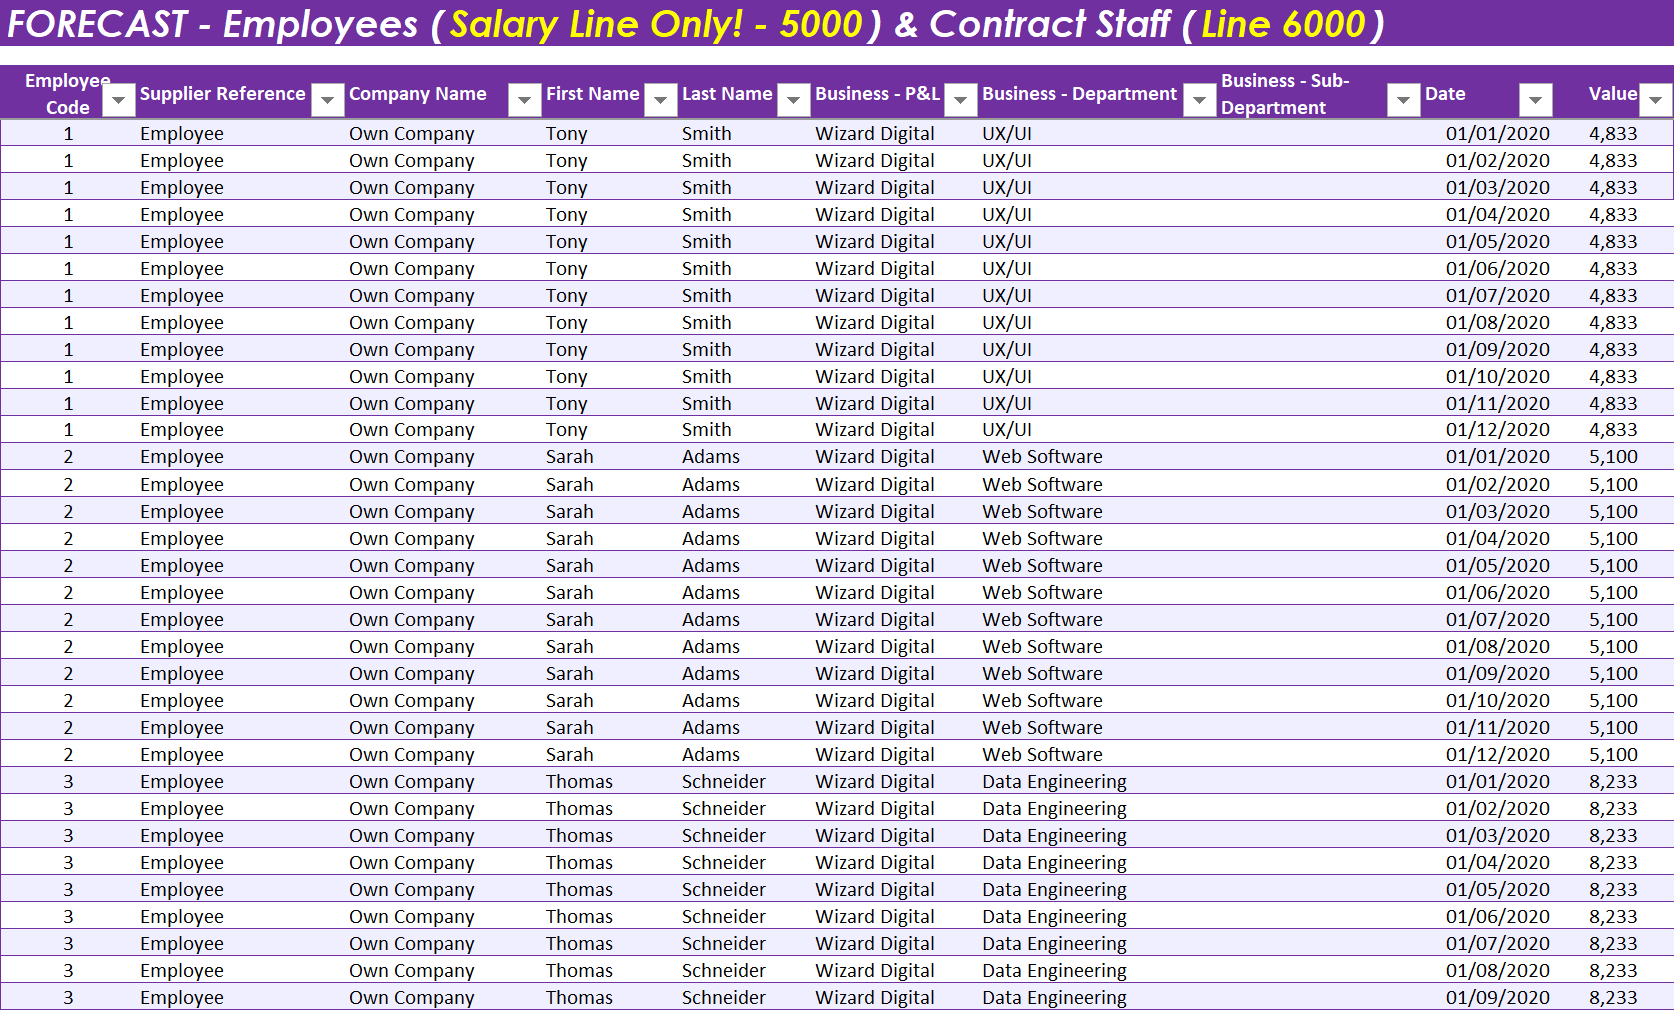 FORECAST - Employees (Salary Line Only! - 5000) & Contract Staff (Line 6000)
Employee Code Supplier Reference Company Name First Name Last Name Business - P&L Business - Department Business - Sub-Department Date Value
1 Employee Own Company Tony Smith Wizard Digital UX/UI 01/01/2020 4,833
1 Employee Own Company Tony Smith Wizard Digital UX/UI 01/02/2020 4,833
1 Employee Own Company Tony Smith Wizard Digital UX/UI 01/03/2020 4,833
1 Employee Own Company Tony Smith Wizard Digital UX/UI 01/04/2020 4,833
1 Employee Own Company Tony Smith Wizard Digital UX/UI 01/05/2020 4,833
1 Employee Own Company Tony Smith Wizard Digital UX/UI 01/06/2020 4,833
1 Employee Own Company Tony Smith Wizard Digital UX/UI 01/07/2020 4,833
1 Employee Own Company Tony Smith Wizard Digital UX/UI 01/08/2020 4,833
1 Employee Own Company Tony Smith Wizard Digital UX/UI 01/09/2020 4,833
1 Employee Own Company Tony Smith Wizard Digital UX/UI 01/10/2020 4,833
1 Employee Own Company Tony Smith Wizard Digital UX/UI 01/11/2020 4,833
1 Employee Own Company Tony Smith Wizard Digital UX/UI 01/12/2020 4,833
2 Employee Own Company Sarah Adams Wizard Digital Web Software 01/01/2020 5,100
2 Employee Own Company Sarah Adams Wizard Digital Web Software 01/02/2020 5,100
2 Employee Own Company Sarah Adams Wizard Digital Web Software 01/03/2020 5,100
2 Employee Own Company Sarah Adams Wizard Digital Web Software 01/04/2020 5,100
2 Employee Own Company Sarah Adams Wizard Digital Web Software 01/05/2020 5,100
2 Employee Own Company Sarah Adams Wizard Digital Web Software 01/06/2020 5,100
2 Employee Own Company Sarah Adams Wizard Digital Web Software 01/07/2020 5,100
2 Employee Own Company Sarah Adams Wizard Digital Web Software 01/08/2020 5,100
2 Employee Own Company Sarah Adams Wizard Digital Web Software 01/09/2020 5,100
2 Employee Own Company Sarah Adams Wizard Digital Web Software 01/10/2020 5,100
2 Employee Own Company Sarah Adams Wizard Digital Web Software 01/11/2020 5,100
2 Employee Own Company Sarah Adams Wizard Digital Web Software 01/12/2020 5,100
3 Employee Own Company Thomas Schneider Wizard Digital Data Engineering 01/01/2020 8,233
3 Employee Own Company Thomas Schneider Wizard Digital Data Engineering 01/02/2020 8,233
3 Employee Own Company Thomas Schneider Wizard Digital Data Engineering 01/03/2020 8,233
3 Employee Own Company Thomas Schneider Wizard Digital Data Engineering 01/04/2020 8,233
3 Employee Own Company Thomas Schneider Wizard Digital Data Engineering 01/05/2020 8,233
3 Employee Own Company Thomas Schneider Wizard Digital Data Engineering 01/06/2020 8,233
3 Employee Own Company Thomas Schneider Wizard Digital Data Engineering 01/07/2020 8,233
3 Employee Own Company Thomas Schneider Wizard Digital Data Engineering 01/08/2020 8,233
3 Employee Own Company Thomas Schneider Wizard Digital Data Engineering 01/09/2020 8,233